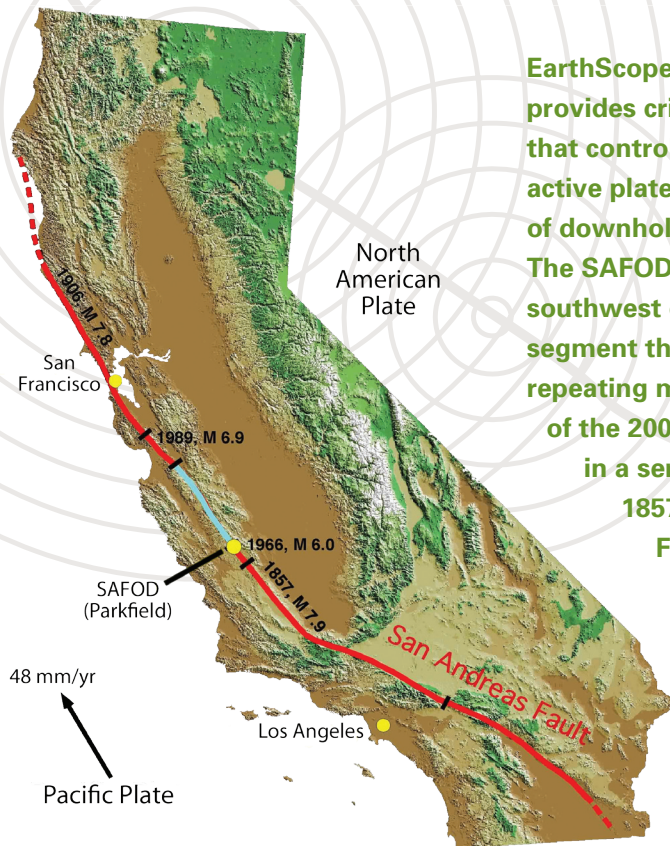 EarthScope
provides cri
that contro
active plate
of downhol
The SAFOD
southwest
segment th
repeating m
of the 200
in a ser
1857
F
North
American
Plate
1906, M 7.8
San
Francisco
1989, M 6.9
1966, M 6.0
SAFOD
(Parkfield)
1857, M 7.9
San Andreas Fault
48 mm/yr
Los Angeles
Pacific Plate